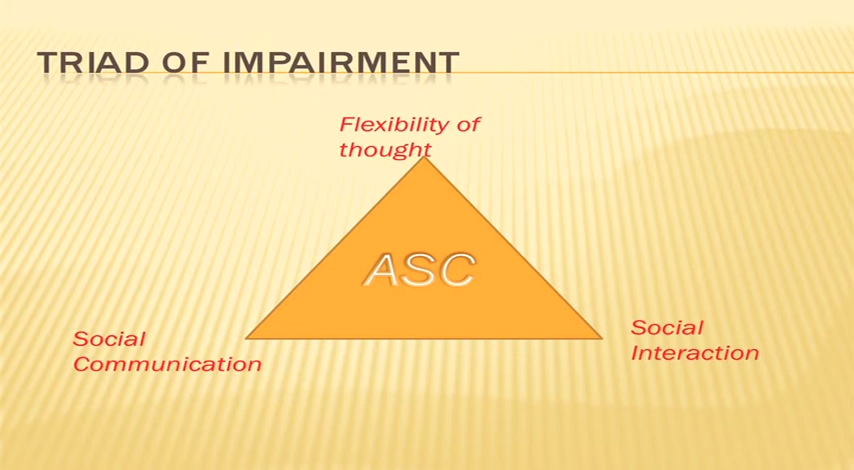 TRIAD OF IMPAIRMENT
Flexibility of
thought
ASC
Social
Communication
Social
Interaction